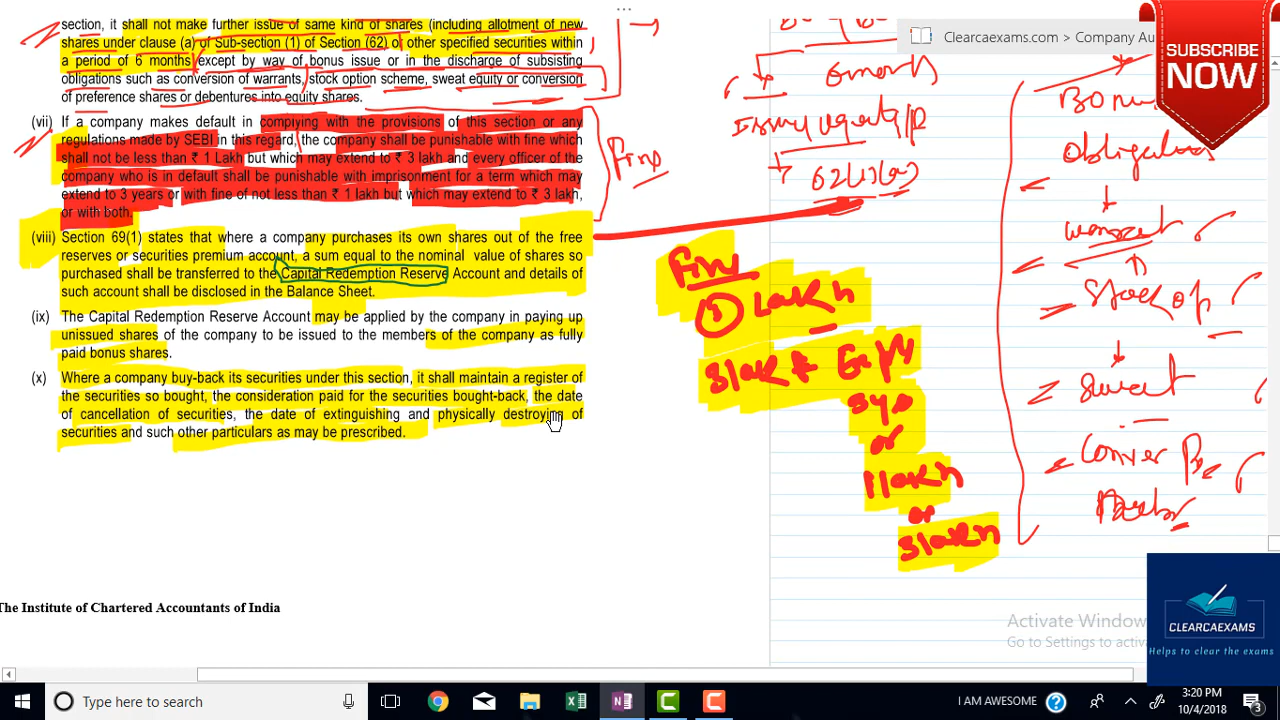 section, it shall not make further issue of same kind of shares (including allotment of new
shares under clause (a) of Sub-section (1) of Section (62) or other specified securities within
a period of 6 months except by way of bonus issue or in the discharge of subsisting
obligations such as conversion of warrants, stock option scheme, sweat equity or conversion
of preference shares or debentures into equity shares.
(vii) If a company makes default in complying with the provisions of this section or any
regulations made by SEBI in this regard, the company shall be punishable with fine which
shall not be less than ₹ 1 Lakh but which may extend to ₹ 3 lakh and every officer of the
company who is in default shall be punishable with imprisonment for a term which may
extend to 3 years or with fine of not less than ₹ 1 lakh but which may extend to ₹ 3 lakh,
or with both.
(viii) Section 69(1) states that where a company purchases its own shares out of the free
reserves or securities premium account, a sum equal to the nominal value of shares so
purchased shall be transferred to the Capital Redemption Reserve Account and details of
such account shall be disclosed in the Balance Sheet.
(ix) The Capital Redemption Reserve Account may be applied by the company in paying up
unissued shares of the company to be issued to the members of the company as fully
paid bonus shares.
(x) Where a company buy-back its securities under this section, it shall maintain a register of
the securities so bought, the consideration paid for the securities bought-back, the date
of cancellation of securities, the date of extinguishing and physically destroying of
securities and such other particulars as may be prescribed.
The Institute of Chartered Accountants of India
Fine
6 months
62(1)(a)
Fine
① Lakh
3 Lak
or
1 lakh
or
3 lakh
Bonus
Obligations
warrant
Stock op
Sweet
Conver
Clearcaexams.com > Company Au
SUBSCRIBE
NOW
Activate Window
Go to Settings to activa
CLEARCAEXAMS
Helps to clear the exams
Type here to search
I AM AWESOME
3:20 PM
10/4/2018
3